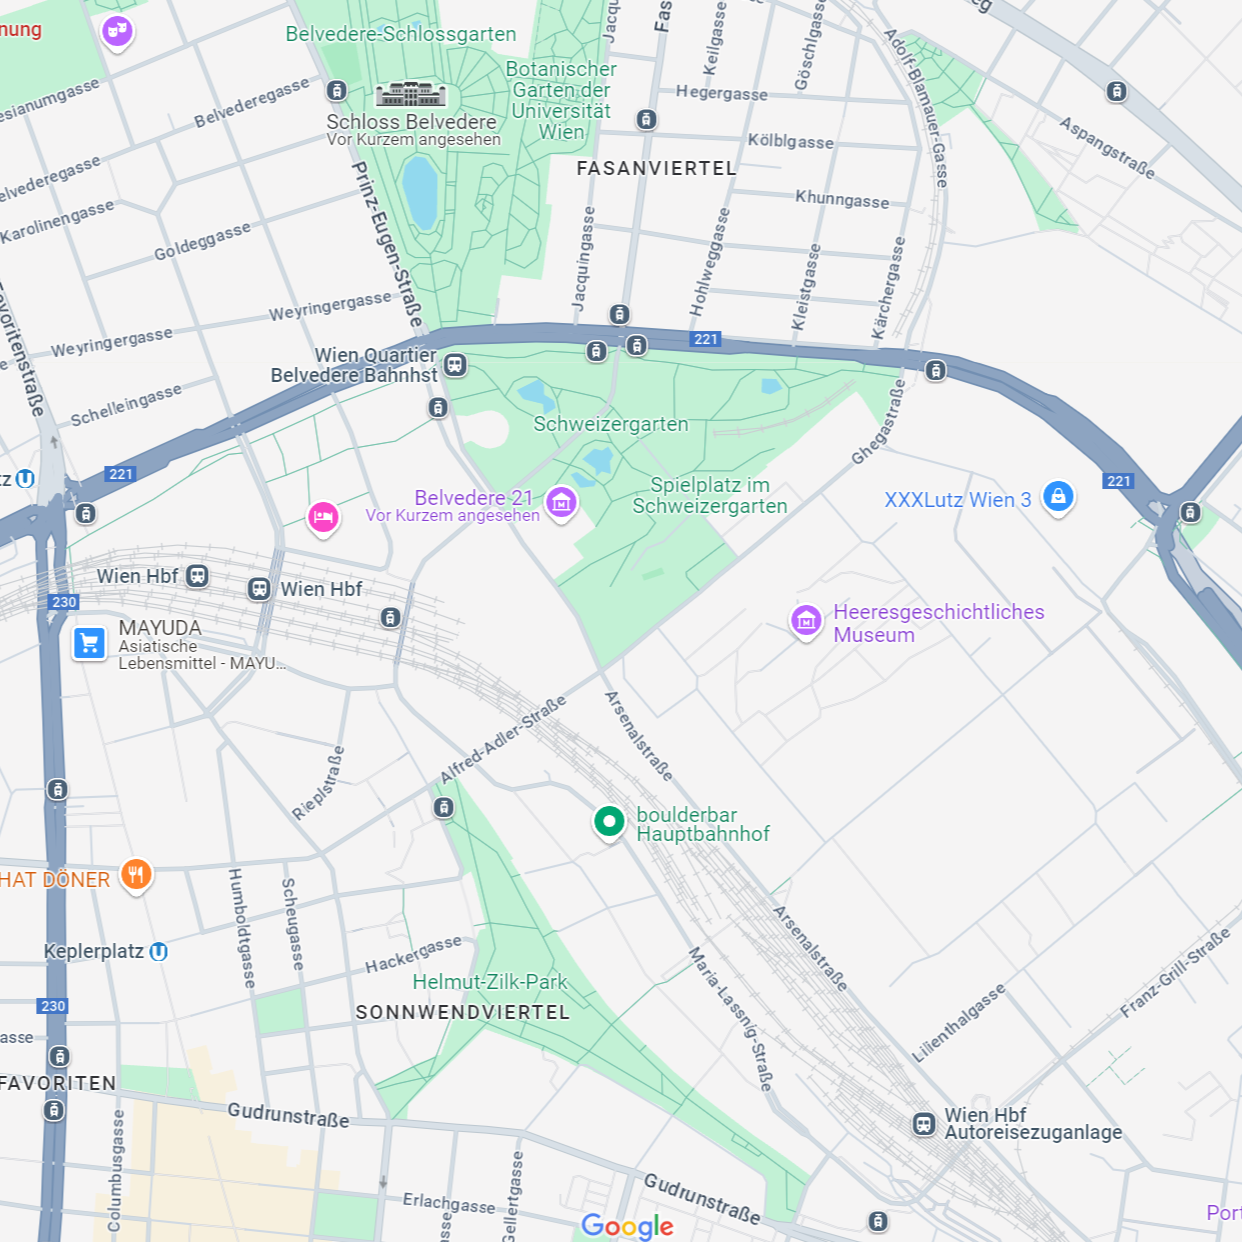 nung
Belvedere-Schlossgarten
Botanischer
Garten der
Universität
Wien
Schloss Belvedere
Vor Kurzem angesehen
Belvederegasse
Keilgasse
Göschlgasse
Hegergasse
Kölblgasse
FASANVIERTEL
Adolf-Blamauer-Gasse
Aspangstraße
Khunngasse
Karolinengasse
Goldeggasse
Prinz-Eugen-Straße
Jacquingasse
Hohlweggasse
Kleistgasse
Kärchergasse
Weyringergasse
Weyringergasse
Schelleingasse
Wien Quartier
Belvedere Bahnhst
221
Schweizergarten
Ghegastraße
221
221
Belvedere 21
Vor Kurzem angesehen
Spielplatz im
Schweizergarten
XXXLutz Wien 3
Wien Hbf
Wien Hbf
230
MAYUDA
Asiatische
Lebensmittel - MAYU...
Heeresgeschichtliches
Museum
Arsenalstraße
Alfred-Adler-Straße
Rieplstraße
boulderbar
Hauptbahnhof
HAT DÖNER
Humboldtgasse
Scheugasse
Keplerplatz
Hackergasse
Arsenalstraße
Helmut-Zilk-Park
SONNWENDVIERTEL
230
Maria-Lassnig-Straße
Franz-Grill-Straße
Lilienthalgasse
asse
FAVORITEN
Gudrunstraße
Wien Hbf
Autoreisezuganlage
Columbusgasse
Erlachgasse
Gellertgasse
Gudrunstraße
Port
Google